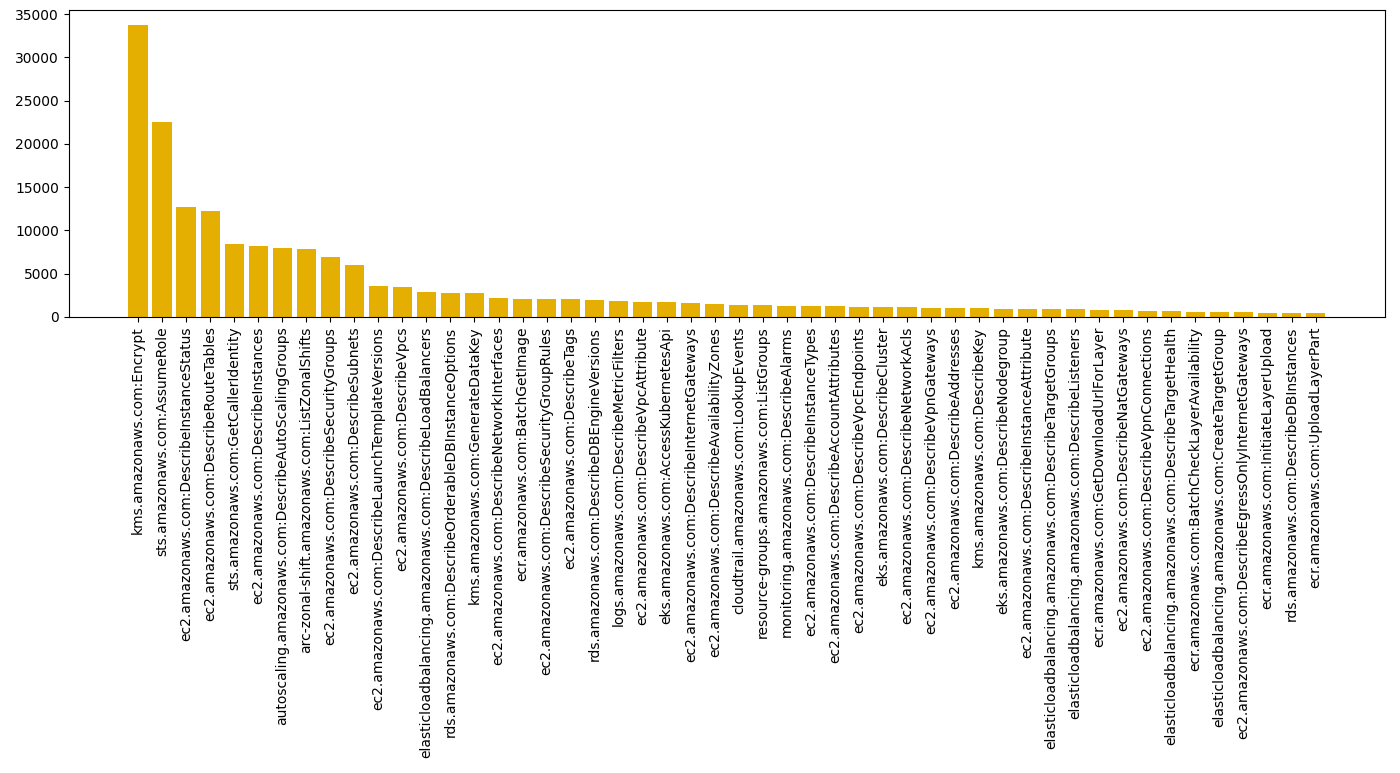 35000
30000
25000
20000
15000
10000
5000
0
kms.amazonaws.com:Encrypt
sts.amazonaws.com:AssumeRole
ec2.amazonaws.com:DescribeInstanceStatus
ec2.amazonaws.com:DescribeRouteTables
sts.amazonaws.com:GetCallerIdentity
ec2.amazonaws.com:DescribeInstances
autoscaling.amazonaws.com:DescribeAutoScalingGroups
arc-zonal-shift.amazonaws.com:ListZonalShifts
ec2.amazonaws.com:DescribeSecurityGroups
ec2.amazonaws.com:DescribeSubnets
ec2.amazonaws.com:DescribeLaunchTemplateVersions
ec2.amazonaws.com:DescribeVpcs
elasticloadbalancing.amazonaws.com:DescribeLoadBalancers
rds.amazonaws.com:DescribeOrderableDBInstanceOptions
kms.amazonaws.com:GenerateDataKey
ec2.amazonaws.com:DescribeNetworkInterfaces
ecr.amazonaws.com:BatchGetImage
ec2.amazonaws.com:DescribeSecurityGroupRules
ec2.amazonaws.com:DescribeTags
rds.amazonaws.com:DescribeDBEngineVersions
logs.amazonaws.com:DescribeMetricFilters
ec2.amazonaws.com:DescribeVpcAttribute
eks.amazonaws.com:AccessKubernetesApi
ec2.amazonaws.com:DescribeInternetGateways
ec2.amazonaws.com:DescribeAvailabilityZones
cloudtrail.amazonaws.com:LookupEvents
resource-groups.amazonaws.com:ListGroups
monitoring.amazonaws.com:DescribeAlarms
ec2.amazonaws.com:DescribeInstanceTypes
ec2.amazonaws.com:DescribeAccountAttributes
ec2.amazonaws.com:DescribeVpcEndpoints
eks.amazonaws.com:DescribeCluster
ec2.amazonaws.com:DescribeNetworkAcls
ec2.amazonaws.com:DescribeVpnGateways
ec2.amazonaws.com:DescribeAddresses
kms.amazonaws.com:DescribeKey
eks.amazonaws.com:DescribeNodegroup
ec2.amazonaws.com:DescribeInstanceAttribute
elasticloadbalancing.amazonaws.com:DescribeTargetGroups
elasticloadbalancing.amazonaws.com:DescribeListeners
ecr.amazonaws.com:GetDownloadUrlForLayer
ec2.amazonaws.com:DescribeNatGateways
ec2.amazonaws.com:DescribeVpnConnections
elasticloadbalancing.amazonaws.com:DescribeTargetHealth
ecr.amazonaws.com:BatchCheckLayerAvailability
elasticloadbalancing.amazonaws.com:CreateTargetGroup
ec2.amazonaws.com:DescribeEgressOnlyInternetGateways
ecr.amazonaws.com:InitiateLayerUpload
rds.amazonaws.com:DescribeDBInstances
ecr.amazonaws.com:UploadLayerPart